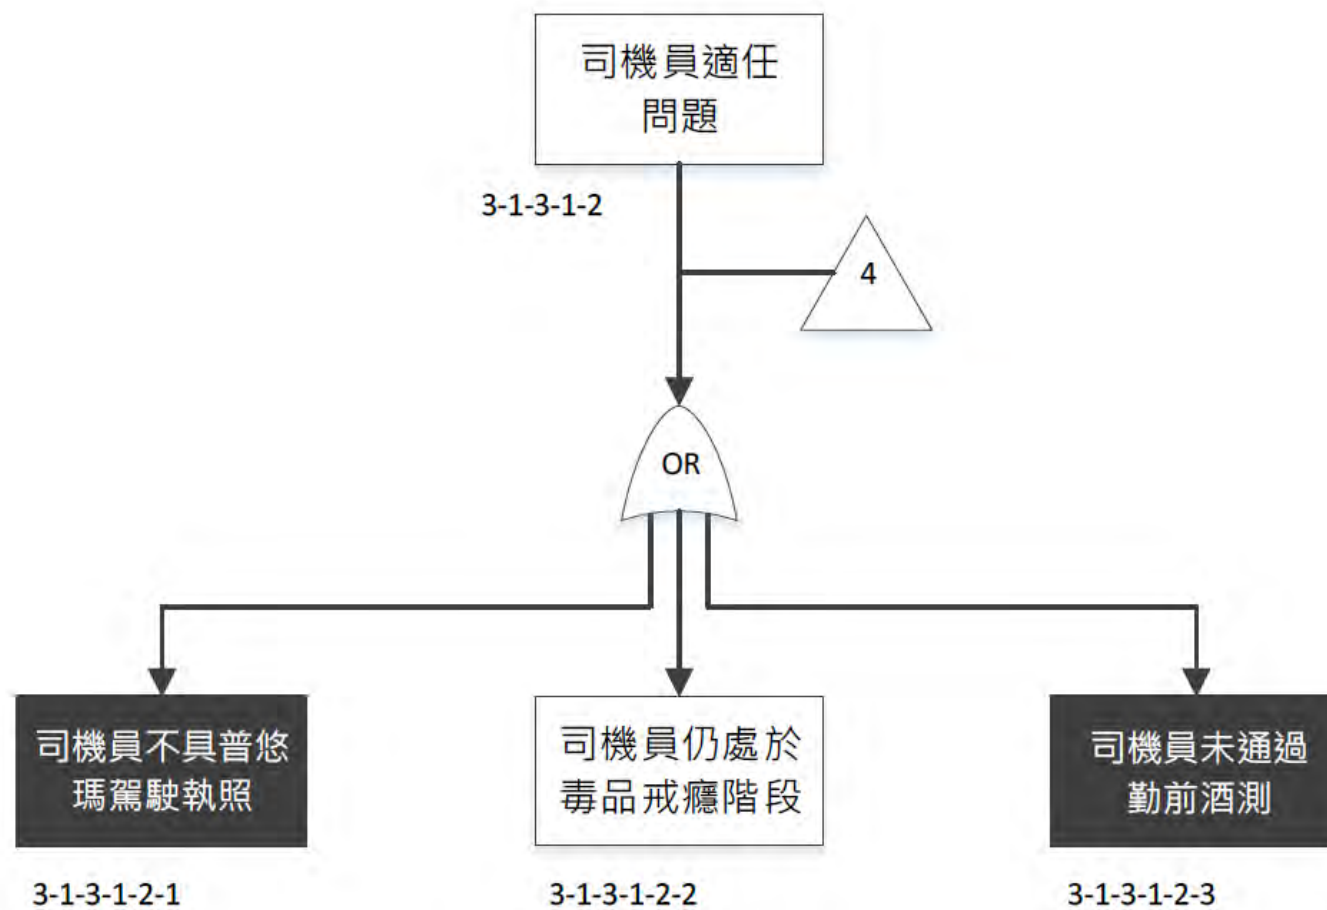 司機員適任
問題
3-1-3-1-2
4
OR
司機員不具普悠
瑪駕駛執照
3-1-3-1-2-1
司機員仍處於
毒品戒癮階段
3-1-3-1-2-2
司機員未通過
勤前酒測
3-1-3-1-2-3